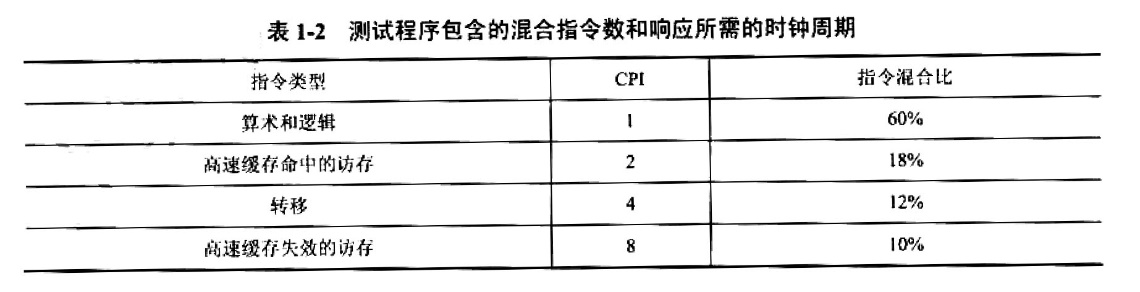 表 1-2 测试程序包含的混合指令数和响应所需的时钟周期
指令类型 CPI 指令混合比
算术和逻辑 1 60%
高速缓存命中的访存 2 18%
转移 4 12%
高速缓存失效的访存 8 10%